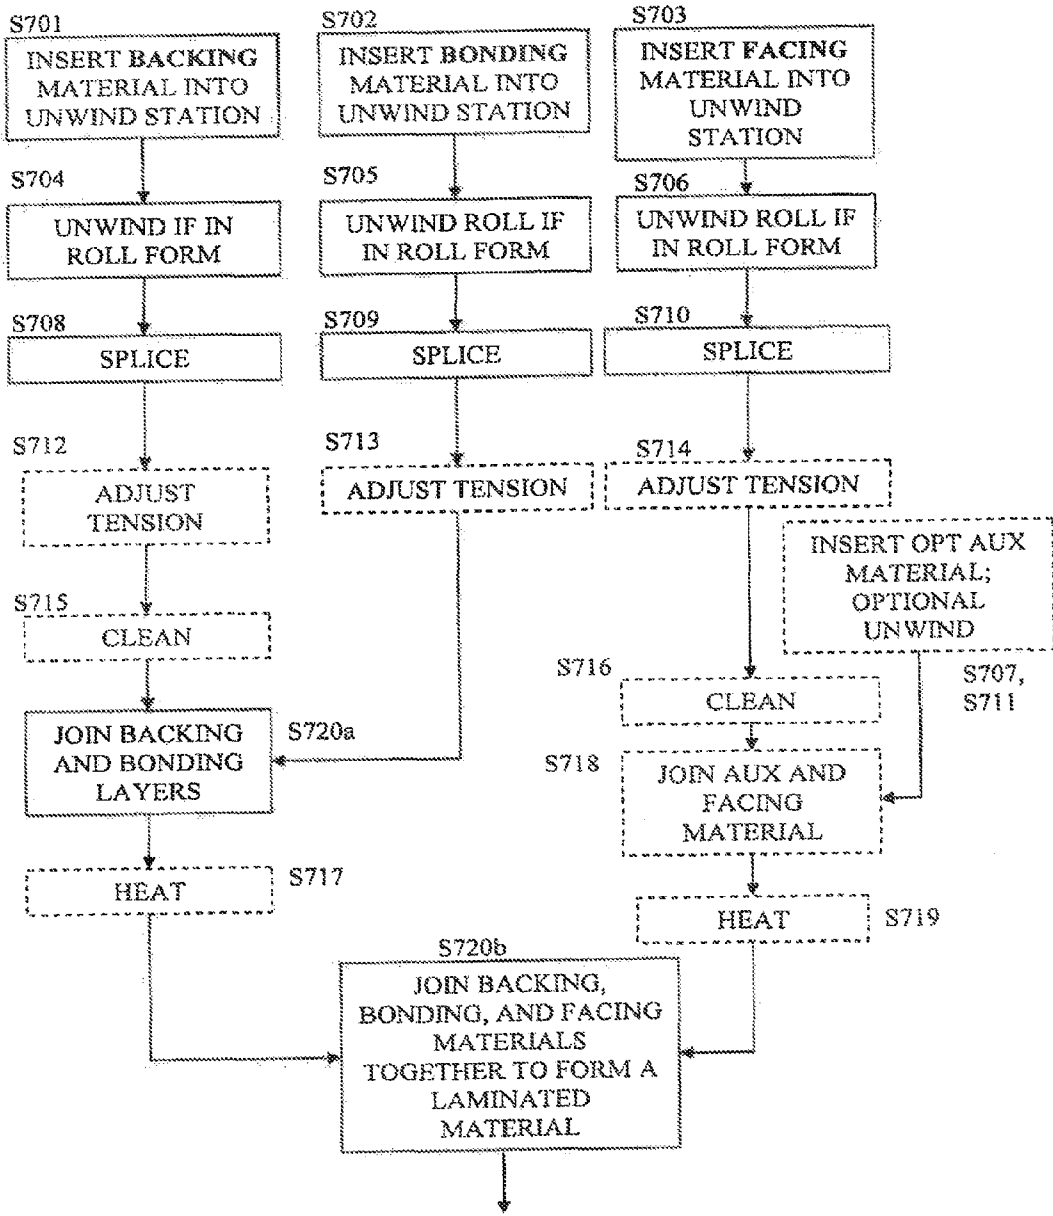 S701
INSERT BACKING
MATERIAL INTO
UNWIND STATION
S702
INSERT BONDING
MATERIAL INTO
UNWIND STATION
S703
INSERT FACING
MATERIAL INTO
UNWIND
STATION
S704
UNWIND IF IN
ROLL FORM
S705
UNWIND ROLL IF
IN ROLL FORM
S706
UNWIND ROLL IF
IN ROLL FORM
S708
SPLICE
S709
SPLICE
S710
SPLICE
S712
ADJUST
TENSION
S713
ADJUST TENSION
S714
ADJUST TENSION
INSERT OPT AUX
MATERIAL;
OPTIONAL
UNWIND
S707,
S711
S715
CLEAN
S716
CLEAN
JOIN BACKING
AND BONDING
LAYERS
S720a
S718
JOIN AUX AND
FACING
MATERIAL
HEAT
S717
HEAT
S719
S720b
JOIN BACKING,
BONDING, AND FACING
MATERIALS
TOGETHER TO FORM A
LAMINATED
MATERIAL